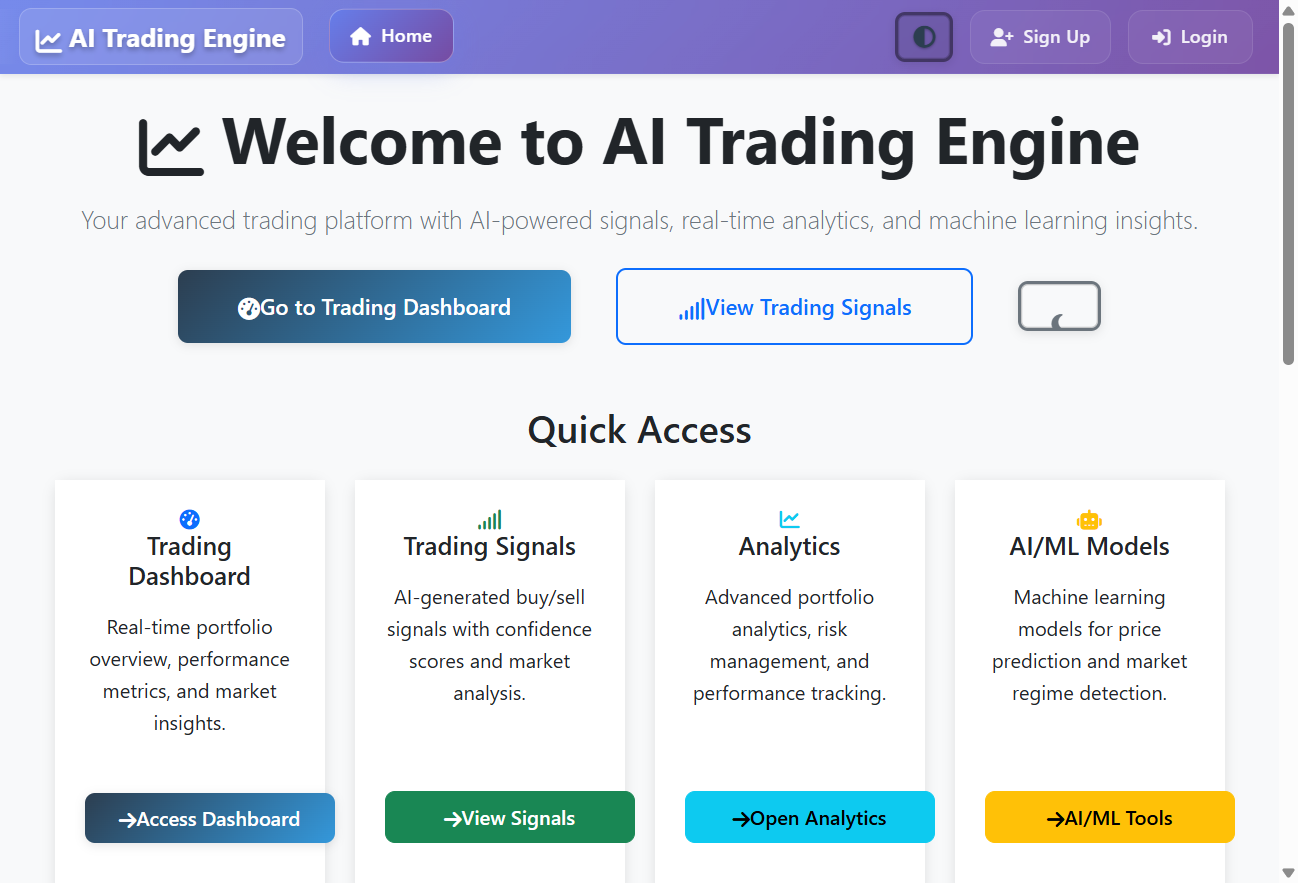 AI Trading Engine
Home
Sign Up
Login
Welcome to AI Trading Engine
Your advanced trading platform with AI-powered signals, real-time analytics, and machine learning insights.
Go to Trading Dashboard
View Trading Signals
Quick Access
Trading
Dashboard
Real-time portfolio
overview, performance
metrics, and market
insights.
Access Dashboard
Trading Signals
AI-generated buy/sell
signals with confidence
scores and market
analysis.
View Signals
Analytics
Advanced portfolio
analytics, risk
management, and
performance tracking.
Open Analytics
AI/ML Models
Machine learning
models for price
prediction and market
regime detection.
AI/ML Tools